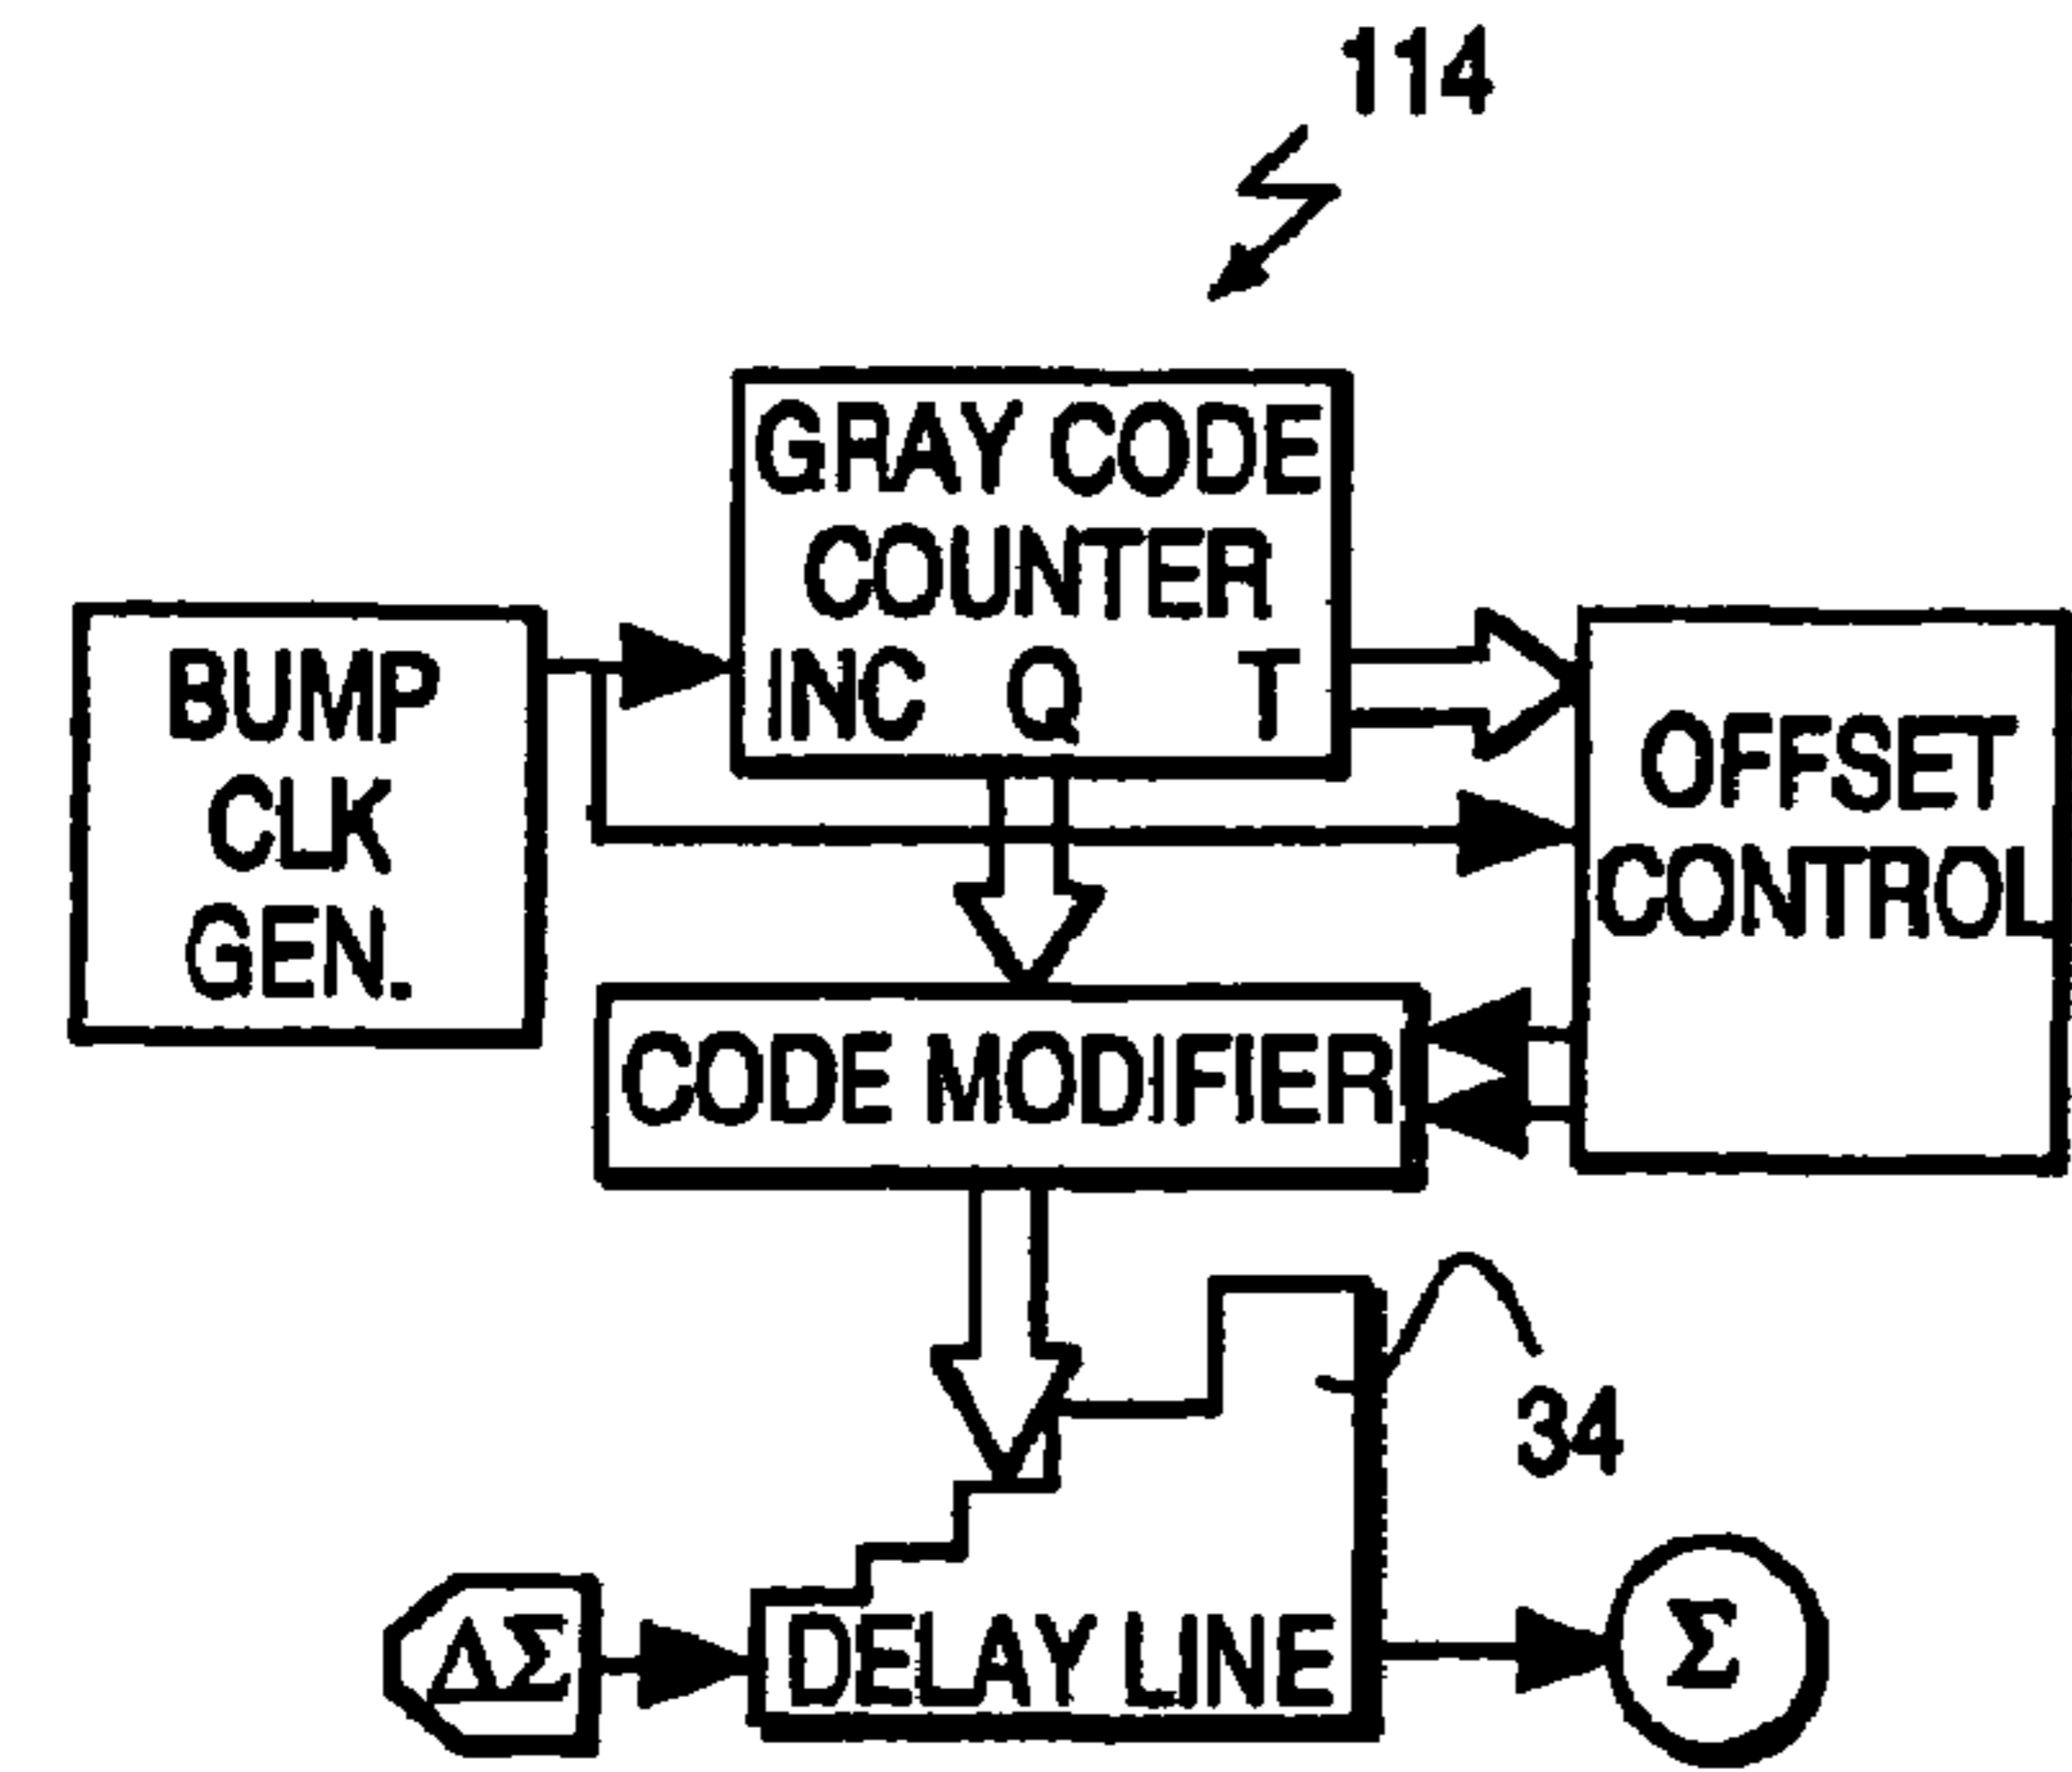 114
GRAY CODE
COUNTER
INC Q T
BUMP
CLK
GEN.
OFFSET
CONTROL
CODE MODIFIER
34
ΔΣ
DELAY LINE
Σ